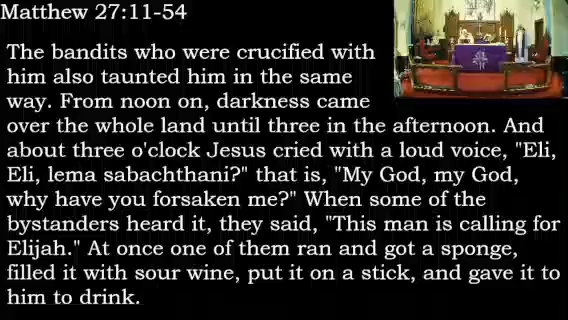 Matthew 27:11-54
The bandits who were crucified with
him also taunted him in the same
way. From noon on, darkness came
over the whole land until three in the afternoon. And
about three o'clock Jesus cried with a loud voice, "Eli,
Eli, lema sabachthani?" that is, "My God, my God,
why have you forsaken me?" When some of the
bystanders heard it, they said, "This man is calling for
Elijah." At once one of them ran and got a sponge,
filled it with sour wine, put it on a stick, and gave it to
him to drink.